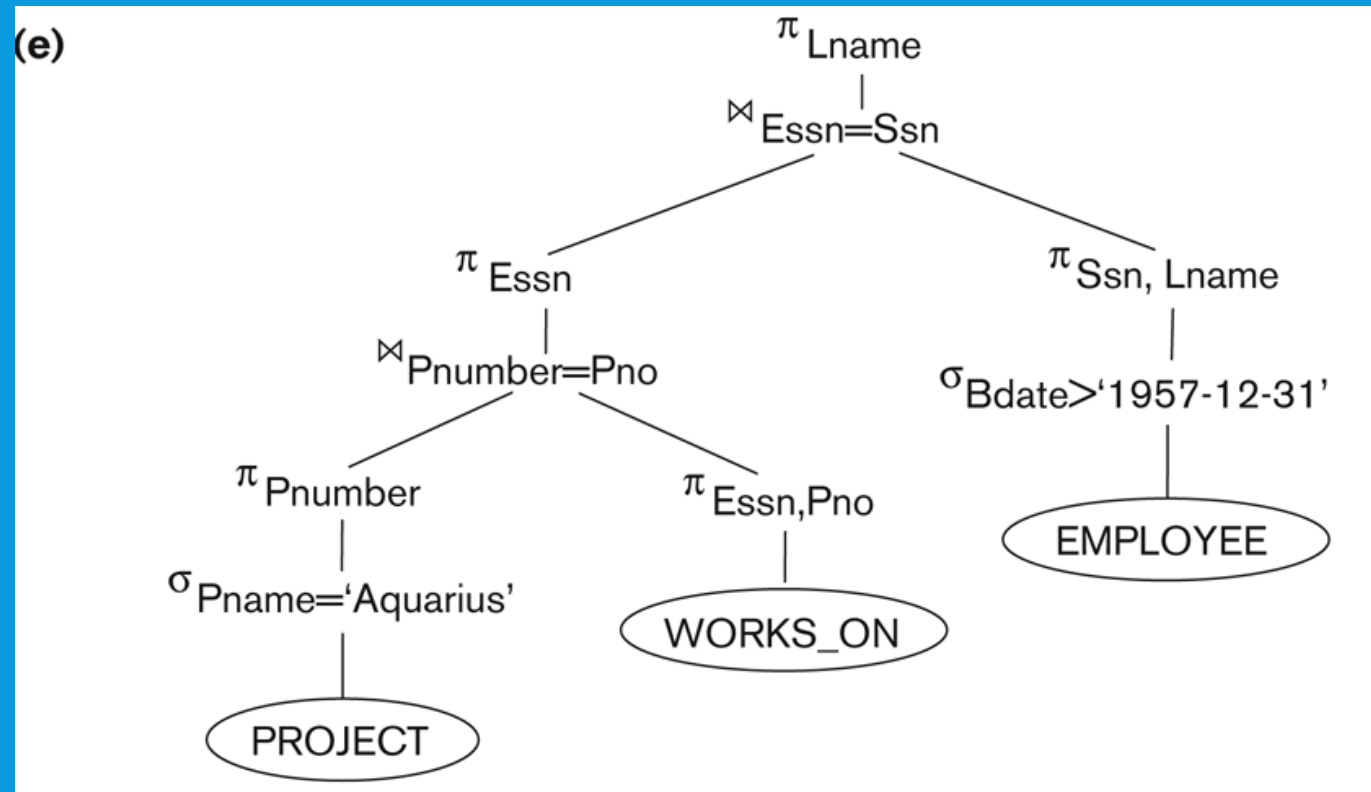 (e)
π Lname
⋈ Essn=Ssn
π Essn
π Ssn, Lname
⋈ Pnumber=Pno
σ Bdate>‘1957-12-31’
π Pnumber
π Essn,Pno
σ Pname=‘Aquarius’
EMPLOYEE
WORKS_ON
PROJECT